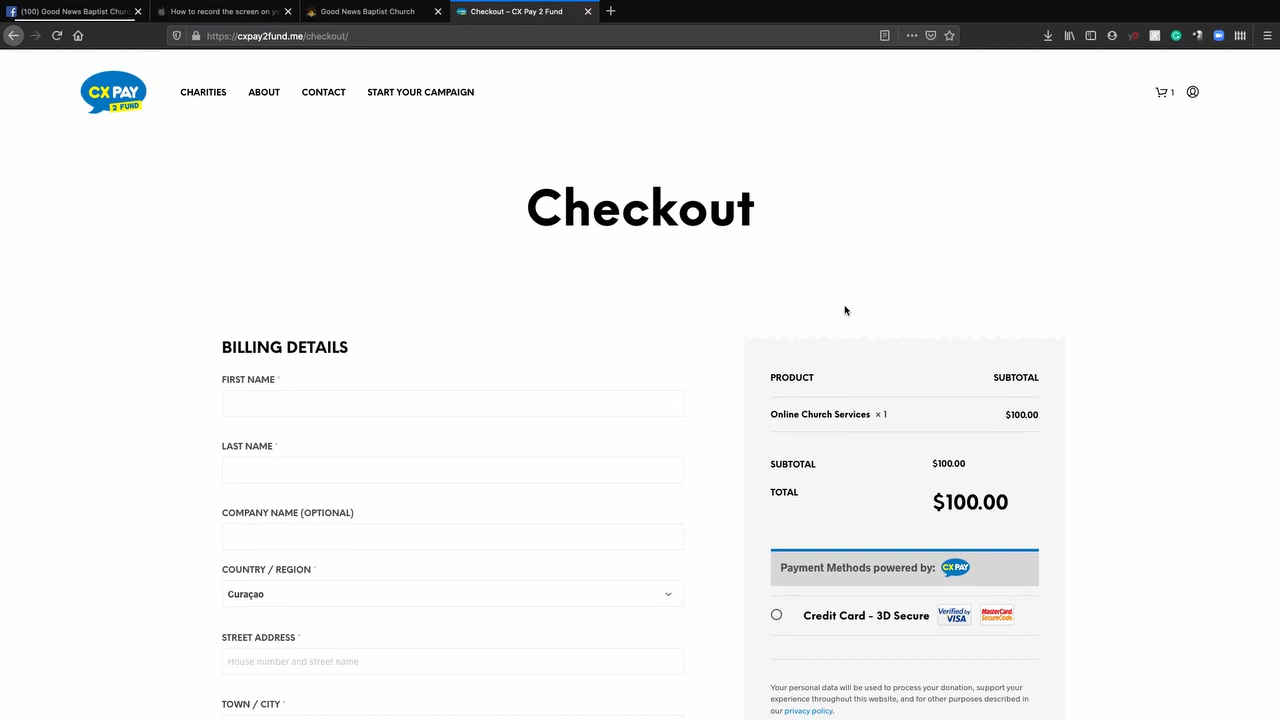 (100) Good News Baptist Chur
How to record the screen on yo
Good News Baptist Church
Checkout – CX Pay 2 Fund
https://cxpay2fund.me/checkout/
CX PAY
2 FUND
CHARITIES
ABOUT
CONTACT
START YOUR CAMPAIGN
1
Checkout
BILLING DETAILS
FIRST NAME *
LAST NAME *
COMPANY NAME (OPTIONAL)
COUNTRY / REGION *
Curaçao
STREET ADDRESS *
House number and street name
TOWN / CITY *
PRODUCT
SUBTOTAL
Online Church Services × 1
$100.00
SUBTOTAL
$100.00
TOTAL
$100.00
Payment Methods powered by:
CX PAY
Credit Card - 3D Secure
Verified by
VISA
MasterCard.
SecureCode.
Your personal data will be used to process your donation, support your
experience throughout this website, and for other purposes described in
our privacy policy.